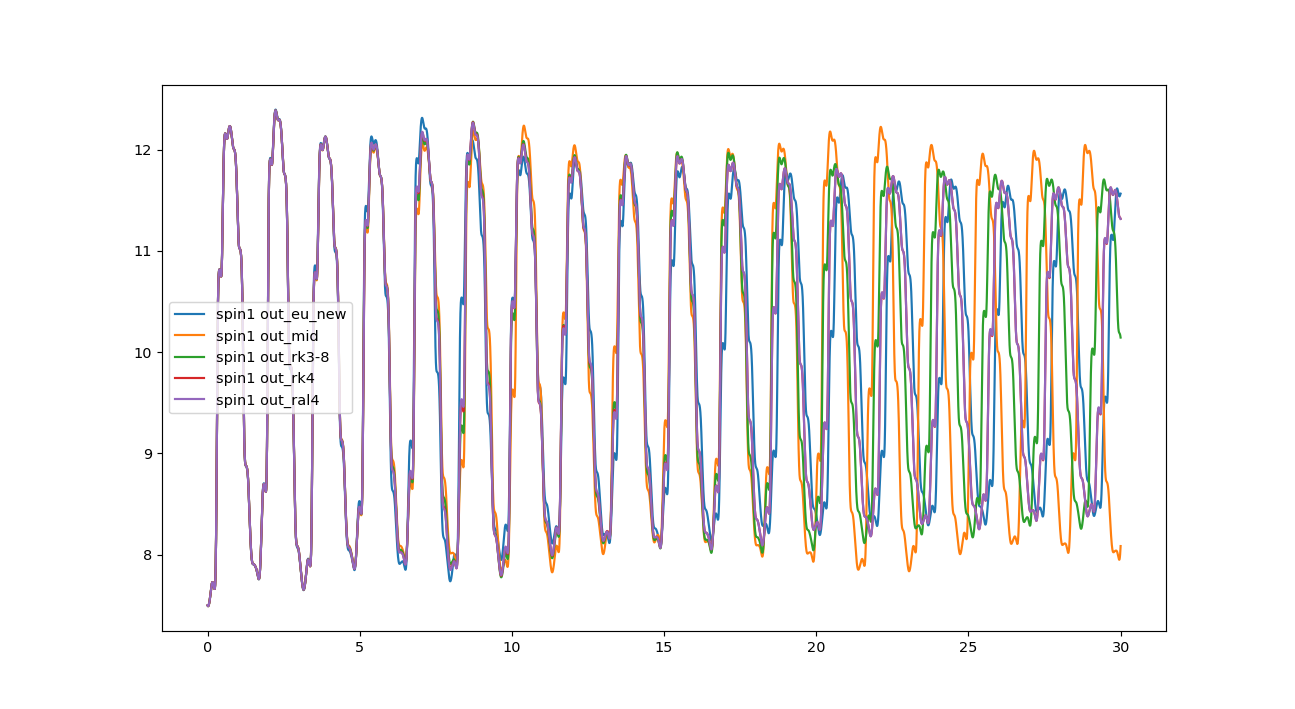 12
11
10
9
8
spin1 out_eu_new
spin1 out_mid
spin1 out_rk3-8
spin1 out_rk4
spin1 out_ral4
0 5 10 15 20 25 30